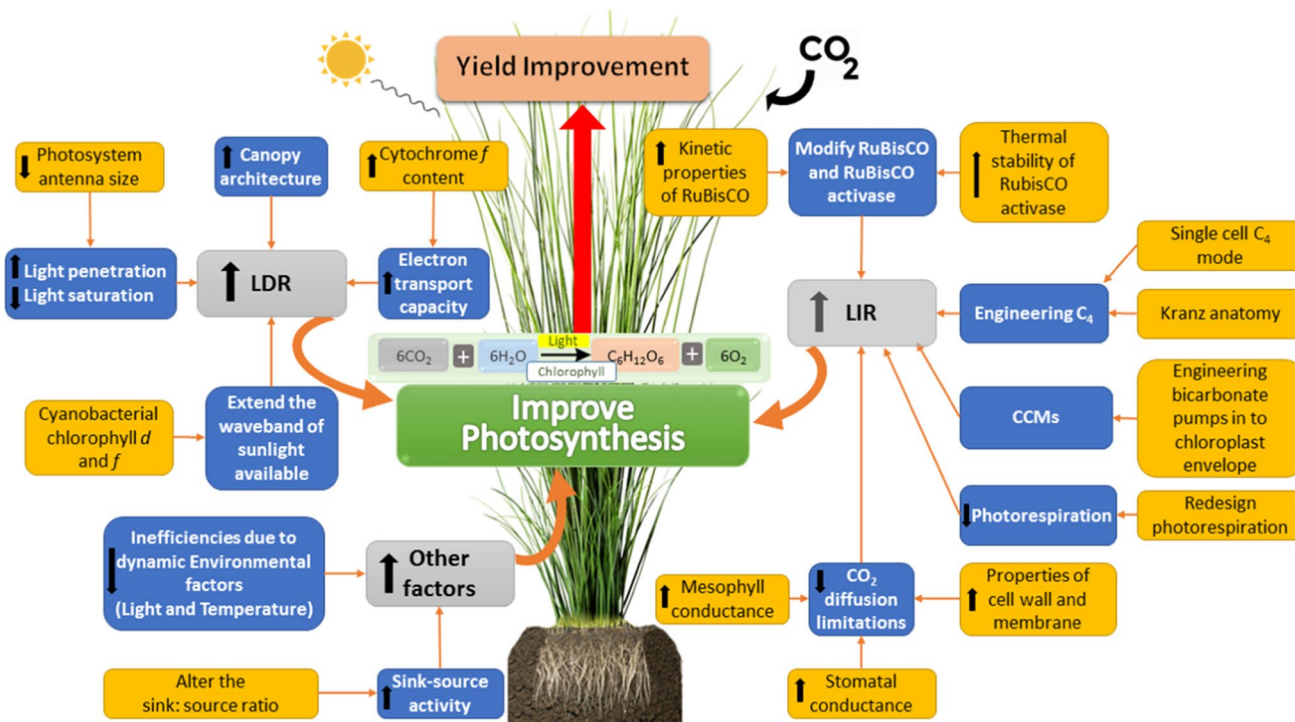 Yield Improvement
CO₂
Photosystem
antenna size
Canopy
architecture
Cytochrome f
content
Kinetic
properties
of RuBisCO
Modify RuBisCO
and RuBisCO
activase
Thermal
stability of
RubisCO
activase
Light penetration
Light saturation
LDR
Electron
transport
capacity
LIR
Engineering C₄
Single cell C₄
mode
Kranz anatomy
6CO₂ + 6H₂O Light C₆H₁₂O₆ + 6O₂
Chlorophyll
Improve
Photosynthesis
Cyanobacterial
chlorophyll d
and f
Extend the
waveband of
sunlight
available
CCMs
Engineering
bicarbonate
pumps in to
chloroplast
envelope
Photorespiration
Redesign
photorespiration
Inefficiencies due to
dynamic Environmental
factors
(Light and Temperature)
Other
factors
Mesophyll
conductance
CO₂
diffusion
limitations
Properties of
cell wall and
membrane
Alter the
sink: source ratio
Sink-source
activity
Stomatal
conductance